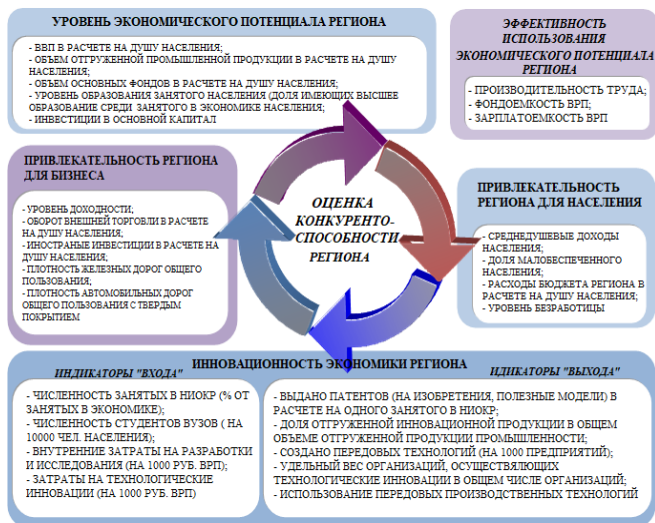 УРОВЕНЬ ЭКОНОМИЧЕСКОГО ПОТЕНЦИАЛА РЕГИОНА
- ВВП В РАСЧЕТЕ НА ДУШУ НАСЕЛЕНИЯ;
- ОБЪЕМ ОТГРУЖЕННОЙ ПРОМЫШЛЕННОЙ ПРОДУКЦИИ В РАСЧЕТЕ НА ДУШУ
НАСЕЛЕНИЯ;
- ОБЪЕМ ОСНОВНЫХ ФОНДОВ В РАСЧЕТЕ НА ДУШУ НАСЕЛЕНИЯ;
- УРОВЕНЬ ОБРАЗОВАНИЯ ЗАНЯТОГО НАСЕЛЕНИЯ (ДОЛЯ ИМЕЮЩИХ ВЫСШЕЕ
ОБРАЗОВАНИЕ СРЕДИ ЗАНЯТОГО В ЭКОНОМИКЕ НАСЕЛЕНИЯ;
- ИНВЕСТИЦИИ В ОСНОВНОЙ КАПИТАЛ
ЭФФЕКТИВНОСТЬ
ИСПОЛЬЗОВАНИЯ
ЭКОНОМИЧЕСКОГО ПОТЕНЦИАЛА
РЕГИОНА
- ПРОИЗВОДИТЕЛЬНОСТЬ ТРУДА;
- ФОНДОЕМКОСТЬ ВРП;
- ЗАРПЛАТОЕМКОСТЬ ВРП
ПРИВЛЕКАТЕЛЬНОСТЬ РЕГИОНА
ДЛЯ БИЗНЕСА
- УРОВЕНЬ ДОХОДНОСТИ;
- ОБОРОТ ВНЕШНЕЙ ТОРГОВЛИ В РАСЧЕТЕ
НА ДУШУ НАСЕЛЕНИЯ;
- ИНОСТРАНЫЕ ИНВЕСТИЦИИ В РАСЧЕТЕ НА
ДУШУ НАСЕЛЕНИЯ;
- ПЛОТНОСТЬ ЖЕЛЕЗНЫХ ДОРОГ ОБЩЕГО
ПОЛЬЗОВАНИЯ;
- ПЛОТНОСТЬ АВТОМОБИЛЬНЫХ ДОРОГ
ОБЩЕГО ПОЛЬЗОВАНИЯ С ТВЕРДЫМ
ПОКРЫТИЕМ
ОЦЕНКА
КОНКУРЕНТО-
СПОСОБНОСТИ
РЕГИОНА
ПРИВЛЕКАТЕЛЬНОСТЬ
РЕГИОНА ДЛЯ НАСЕЛЕНИЯ
- СРЕДНЕДУШЕВЫЕ ДОХОДЫ
НАСЕЛЕНИЯ;
- ДОЛЯ МАЛОБЕСПЕЧЕННОГО
НАСЕЛЕНИЯ;
- РАСХОДЫ БЮДЖЕТА РЕГИОНА В
РАСЧЕТЕ НА ДУШУ НАСЕЛЕНИЯ;
- УРОВЕНЬ БЕЗРАБОТИЦЫ
ИННОВАЦИОННОСТЬ ЭКОНОМИКИ РЕГИОНА
ИНДИКАТОРЫ "ВХОДА"
- ЧИСЛЕННОСТЬ ЗАНЯТЫХ В НИОКР (% ОТ
ЗАНЯТЫХ В ЭКОНОМИКЕ);
- ЧИСЛЕННОСТЬ СТУДЕНТОВ ВУЗОВ ( НА
10000 ЧЕЛ. НАСЕЛЕНИЯ);
- ВНУТРЕННИЕ ЗАТРАТЫ НА РАЗРАБОТКИ
И ИССЛЕДОВАНИЯ (НА 1000 РУБ. ВРП);
- ЗАТРАТЫ НА ТЕХНОЛОГИЧЕСКИЕ
ИННОВАЦИИ (НА 1000 РУБ. ВРП)
ИДИКАТОРЫ "ВЫХОДА"
- ВЫДАНО ПАТЕНТОВ (НА ИЗОБРЕТЕНИЯ, ПОЛЕЗНЫЕ МОДЕЛИ) В
РАСЧЕТЕ НА ОДНОГО ЗАНЯТОГО В НИОКР;
- ДОЛЯ ОТГРУЖЕННОЙ ИННОВАЦИОННОЙ ПРОДУКЦИИ В ОБЩЕМ
ОБЪЕМЕ ОТГРУЖЕННОЙ ПРОДУКЦИИ ПРОМЫШЛЕННОСТИ;
- СОЗДАНО ПЕРЕДОВЫХ ТЕХНОЛОГИЙ (НА 1000 ПРЕДПРИЯТИЙ);
- УДЕЛЬНЫЙ ВЕС ОРГАНИЗАЦИЙ, ОСУЩЕСТВЛЯЮЩИХ
ТЕХНОЛОГИЧЕСКИЕ ИННОВАЦИИ В ОБЩЕМ ЧИСЛЕ ОРГАНИЗАЦИЙ;
- ИСПОЛЬЗОВАНИЕ ПЕРЕДОВЫХ ПРОИЗВОДСТВЕННЫХ ТЕХНОЛОГИЙ